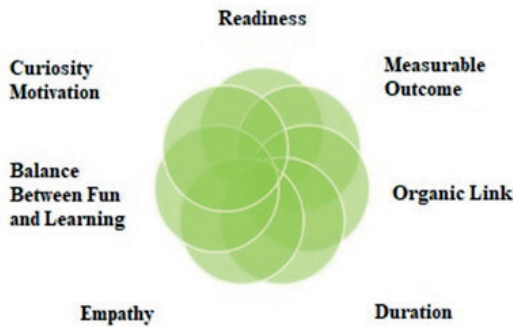 Readiness
Curiosity
Motivation
Measurable
Outcome
Balance
Between Fun
and Learning
Organic Link
Empathy
Duration